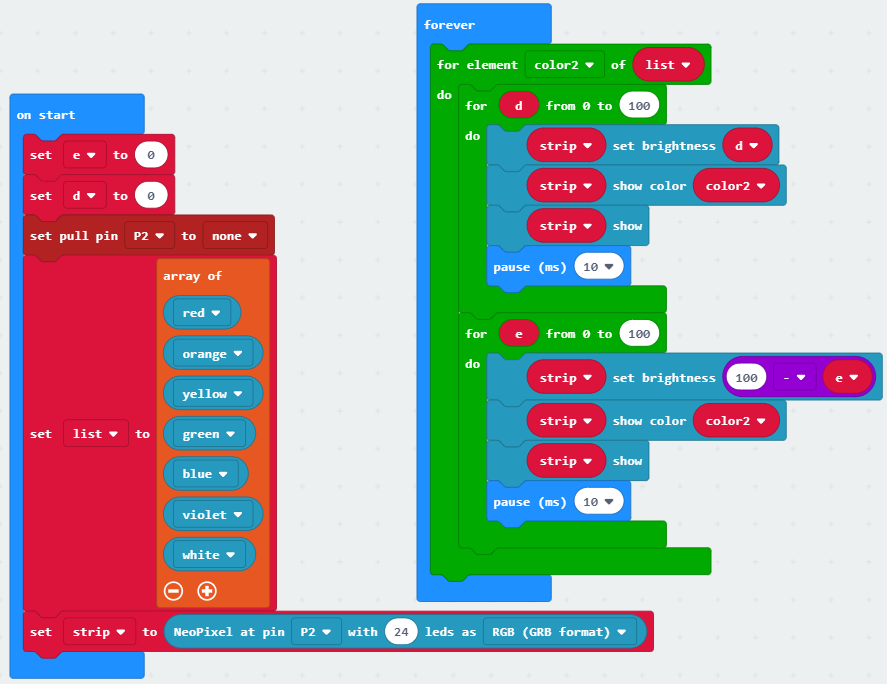 on start
set e to 0
set d to 0
set pull pin P2 to none
array of
red
orange
yellow
green
set list to
blue
violet
white
set strip to NeoPixel at pin P2 with 24 leds as RGB (GRB format)
forever
for element color2 of list
do
for d from 0 to 100
do
strip set brightness d
strip show color color2
strip show
pause (ms) 10
for e from 0 to 100
do
strip set brightness 100 - e
strip show color color2
strip show
pause (ms) 10